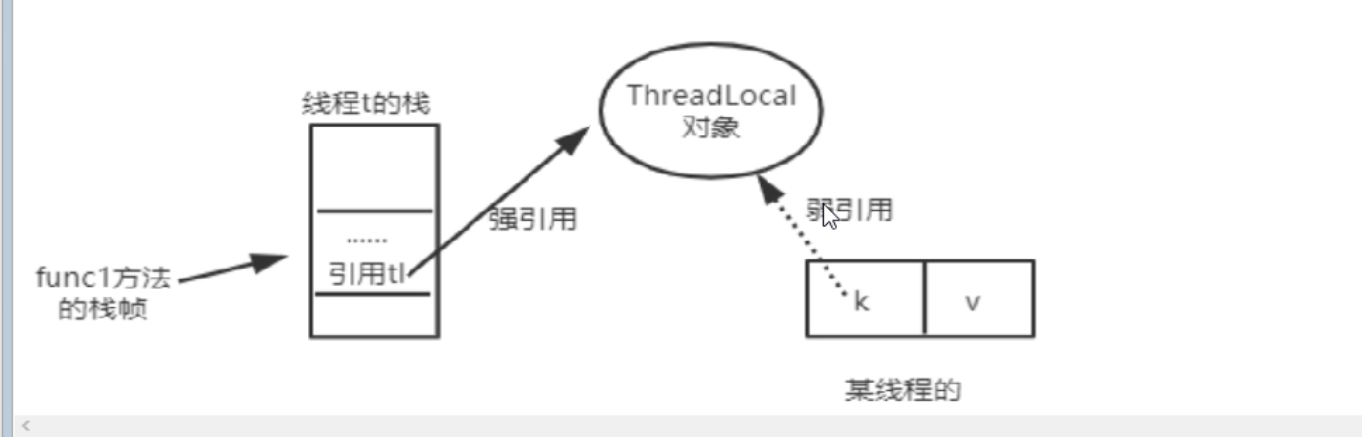 线程t的栈
ThreadLocal
对象
强引用
弱引用
......
引用tl
func1方法
的栈帧
k
v
某线程的